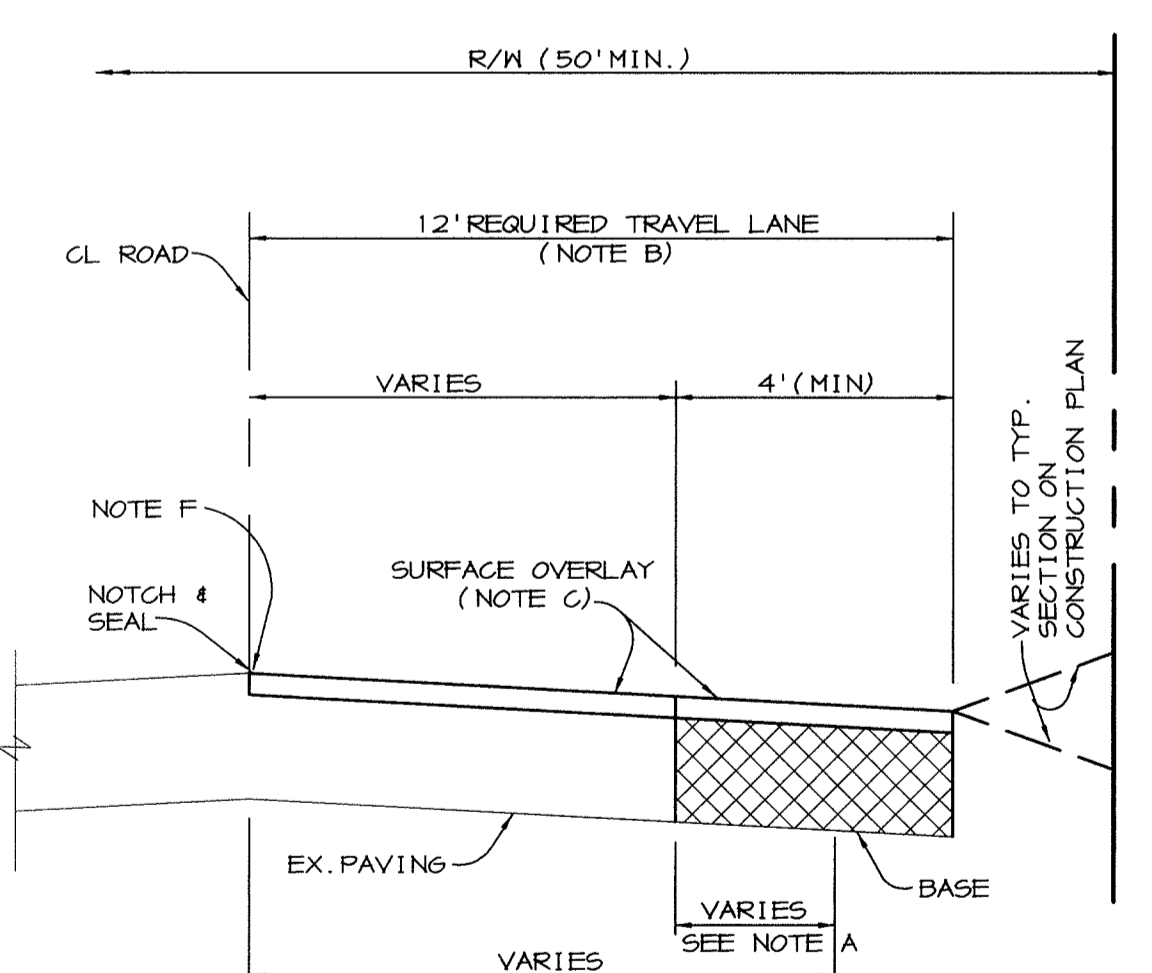 R/W (50'MIN.)
12'REQUIRED TRAVEL LANE
(NOTE B)
CL ROAD
VARIES
4'(MIN)
VARIES TO TYP.
SECTION ON
CONSTRUCTION PLAN
NOTE F
SURFACE OVERLAY
(NOTE C)
NOTCH &
SEAL
EX. PAVING
BASE
VARIES
SEE NOTE A
VARIES